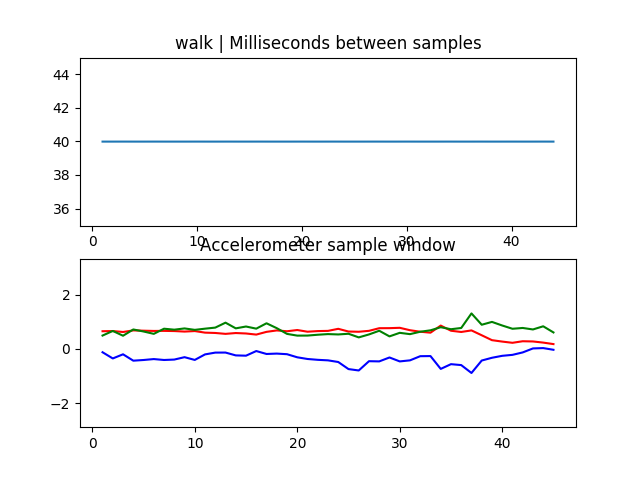 walk | Milliseconds between samples
44
42
40
38
36
0 10 20 30 40
Accelerometer sample window
2
0
−2
0 10 20 30 40